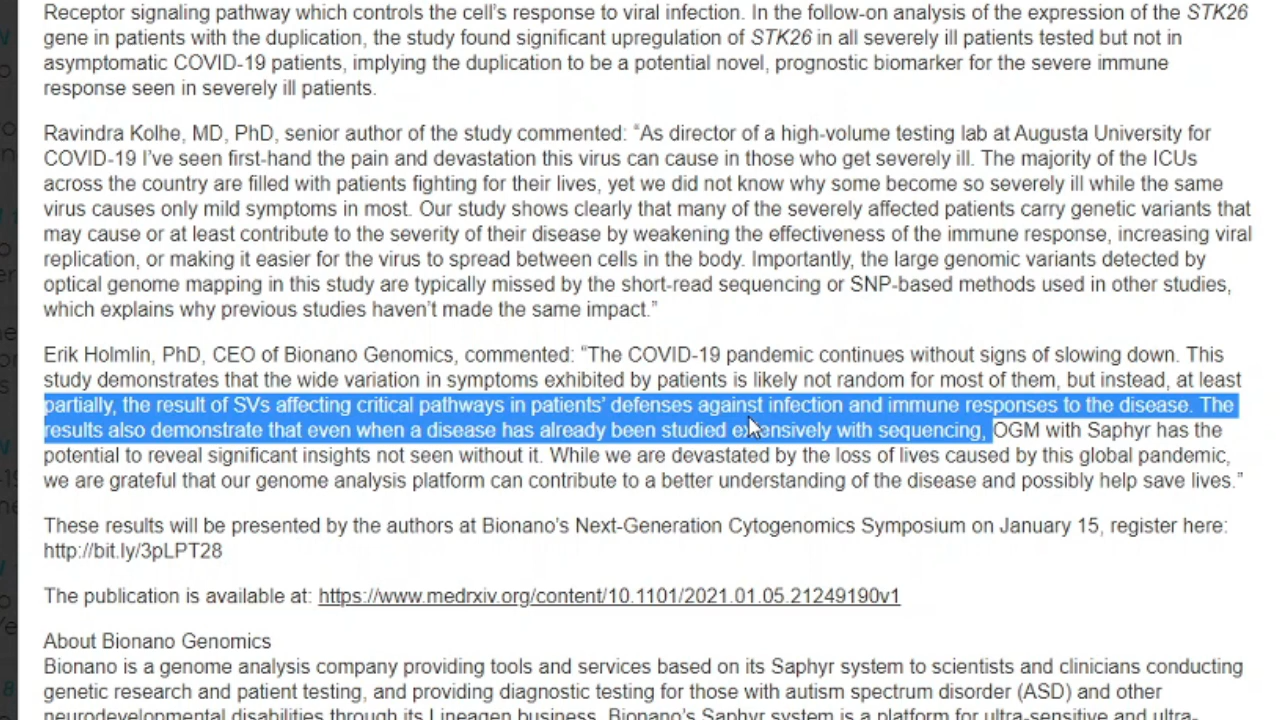 Receptor signaling pathway which controls the cell's response to viral infection. In the follow-on analysis of the expression of the STK26
gene in patients with the duplication, the study found significant upregulation of STK26 in all severely ill patients tested but not in
asymptomatic COVID-19 patients, implying the duplication to be a potential novel, prognostic biomarker for the severe immune
response seen in severely ill patients.
Ravindra Kolhe, MD, PhD, senior author of the study commented: “As director of a high-volume testing lab at Augusta University for
COVID-19 I've seen first-hand the pain and devastation this virus can cause in those who get severely ill. The majority of the ICUs
across the country are filled with patients fighting for their lives, yet we did not know why some become so severely ill while the same
virus causes only mild symptoms in most. Our study shows clearly that many of the severely affected patients carry genetic variants that
may cause or at least contribute to the severity of their disease by weakening the effectiveness of the immune response, increasing viral
replication, or making it easier for the virus to spread between cells in the body. Importantly, the large genomic variants detected by
optical genome mapping in this study are typically missed by the short-read sequencing or SNP-based methods used in other studies,
which explains why previous studies haven't made the same impact.”
Erik Holmlin, PhD, CEO of Bionano Genomics, commented: “The COVID-19 pandemic continues without signs of slowing down. This
study demonstrates that the wide variation in symptoms exhibited by patients is likely not random for most of them, but instead, at least
partially, the result of SVs affecting critical pathways in patients' defenses against infection and immune responses to the disease. The
results also demonstrate that even when a disease has already been studied extensively with sequencing, OGM with Saphyr has the
potential to reveal significant insights not seen without it. While we are devastated by the loss of lives caused by this global pandemic,
we are grateful that our genome analysis platform can contribute to a better understanding of the disease and possibly help save lives.”
These results will be presented by the authors at Bionano's Next-Generation Cytogenomics Symposium on January 15, register here:
http://bit.ly/3pLPT28
The publication is available at: https://www.medrxiv.org/content/10.1101/2021.01.05.21249190v1
About Bionano Genomics
Bionano is a genome analysis company providing tools and services based on its Saphyr system to scientists and clinicians conducting
genetic research and patient testing, and providing diagnostic testing for those with autism spectrum disorder (ASD) and other
neurodevelopmental disabilities through its Lineagen business. Bionano's Saphyr system is a platform for ultra-sensitive and ultra-